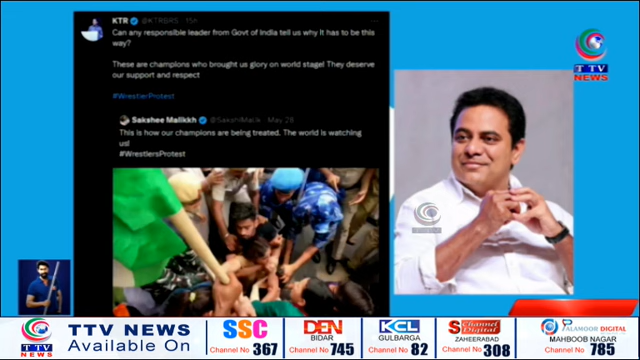 KTR @KTRBRS · 15h
Can any responsible leader from Govt of India tell us why it has to be this
way?
These are champions who brought us glory on world stage! They deserve
our support and respect
#WrestlerProtest
Sakshee Malikkh @SakshiMalik · May 28
This is how our champions are being treated. The world is watching
us!
#WrestlersProtest
T TV
NEWS
T TV
NEWS
TTV NEWS
Available On
SSC
Channel No 367
DEN
BIDAR
Channel No 745
KCL
GULBARGA
Channel No 82
S Channel Digital
ZAHEERABAD
Channel No 308
PALAMOOR DIGITAL
MAHBOOB NAGAR
Channel No 785